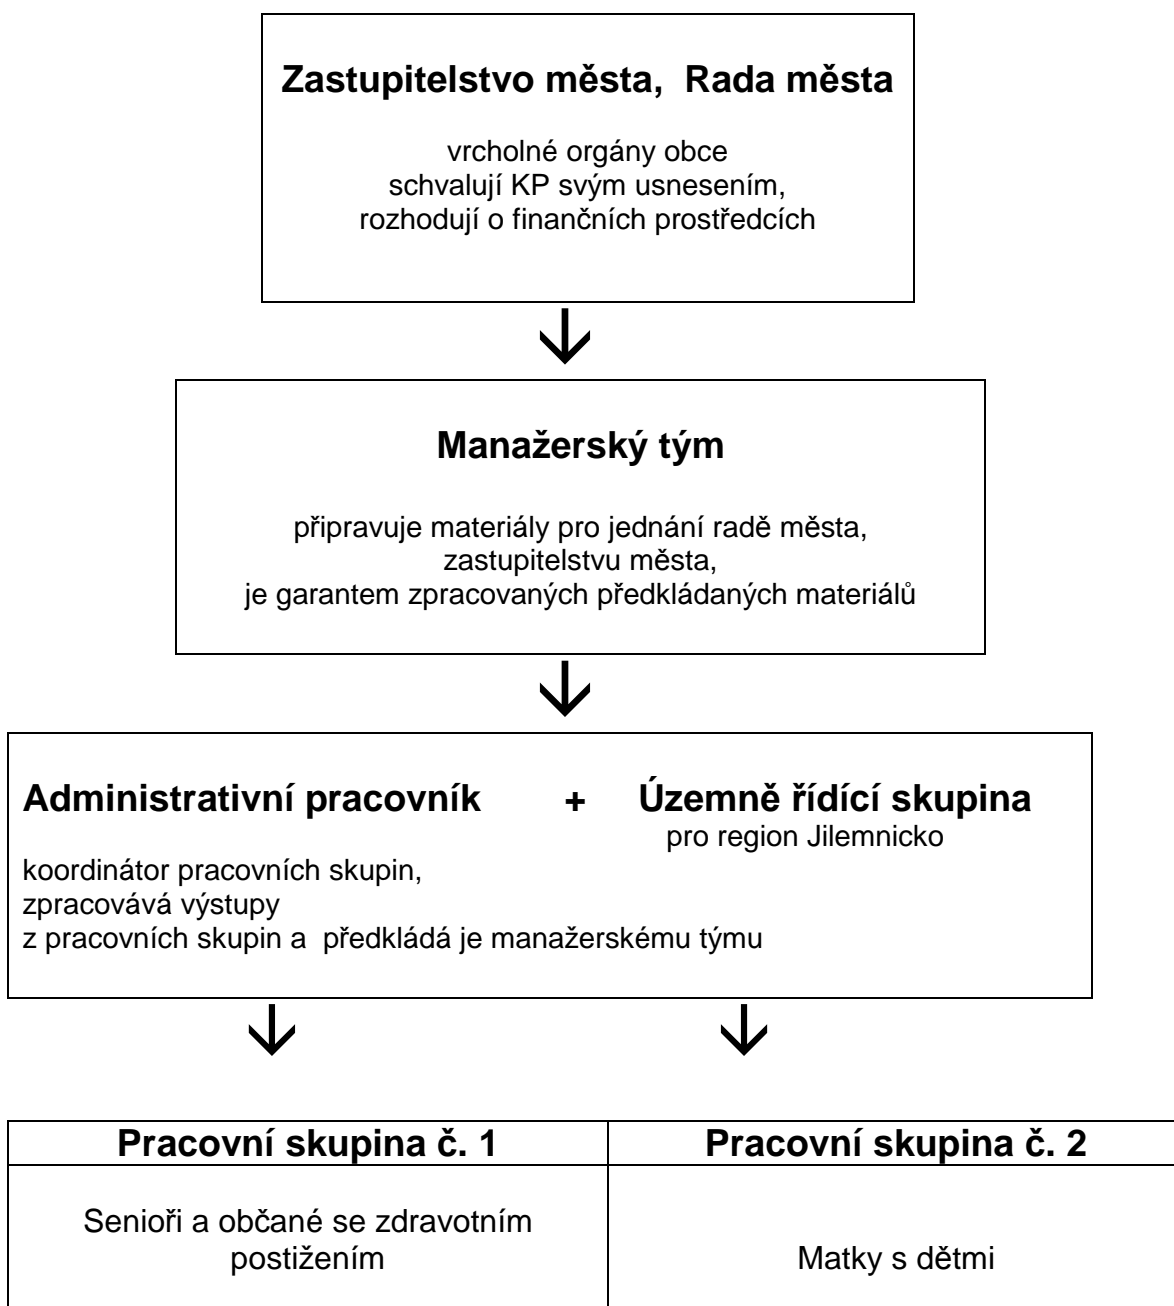 Zastupitelstvo města, Rada města
vrcholné orgány obce
schvalují KP svým usnesením,
rozhodují o finančních prostředcích
Manažerský tým
připravuje materiály pro jednání radě města,
zastupitelstvu města,
je garantem zpracovaných předkládaných materiálů
Administrativní pracovník + Územně řídící skupina
pro region Jilemnicko
koordinátor pracovních skupin,
zpracovává výstupy
z pracovních skupin a předkládá je manažerskému týmu
Pracovní skupina č. 1
Pracovní skupina č. 2
Senioři a občané se zdravotním
postižením
Matky s dětmi